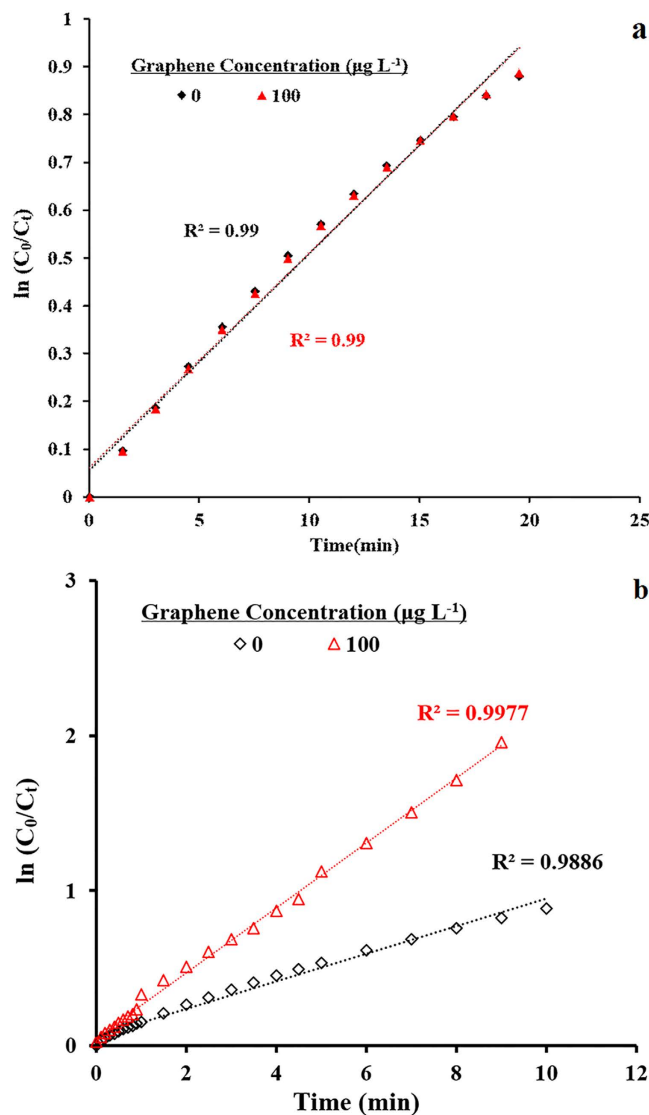 a
1
0.9
0.8
0.7
0.6
0.5
0.4
0.3
0.2
0.1
0
ln (C₀/Cₜ)
Graphene Concentration (µg L⁻¹)
0 100
R² = 0.99
R² = 0.99
0 5 10 15 20 25
Time(min)
b
3
2
1
0
ln (C₀/Cₜ)
Graphene Concentration (µg L⁻¹)
0 100
R² = 0.9977
R² = 0.9886
0 2 4 6 8 10 12
Time (min)